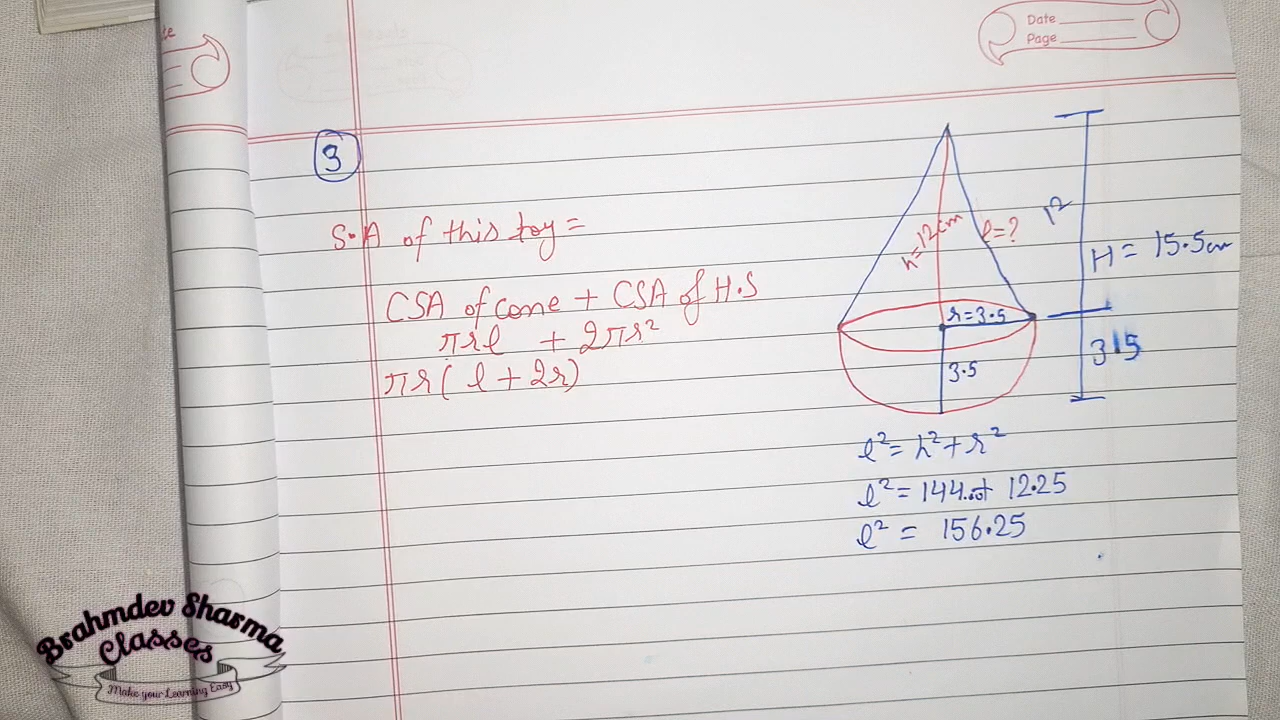 Date
Page
3
S.A of this toy =
CSA of cone + CSA of H.S
πrl + 2πr²
πr( l + 2r)
h=12cm
l=?
r=3.5
3.5
12
H = 15.5cm
3.5
l² = h² + r²
l² = 144 + 12.25
l² = 156.25
Brahmdev Sharma
Classes
Make your Learning Easy